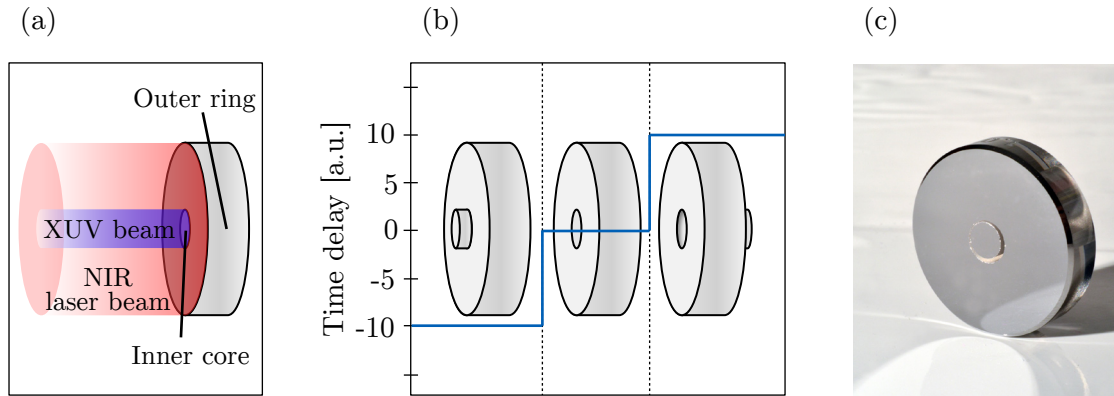 (a)
(b)
(c)
Outer ring
XUV beam
NIR
laser beam
Inner core
Time delay [a.u.]
10
5
0
-5
-10